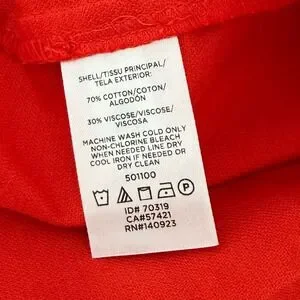 SHELL/TISSU PRINCIPAL/
TELA EXTERIOR:
70% COTTON/COTON/
ALGODÓN
30% VISCOSE/VISCOSE/
VISCOSA
MACHINE WASH COLD ONLY
NON-CHLORINE BLEACH
WHEN NEEDED LINE DRY
COOL IRON IF NEEDED OR
DRY CLEAN
501100
P
ID# 70319
CA#57421
RN#140923